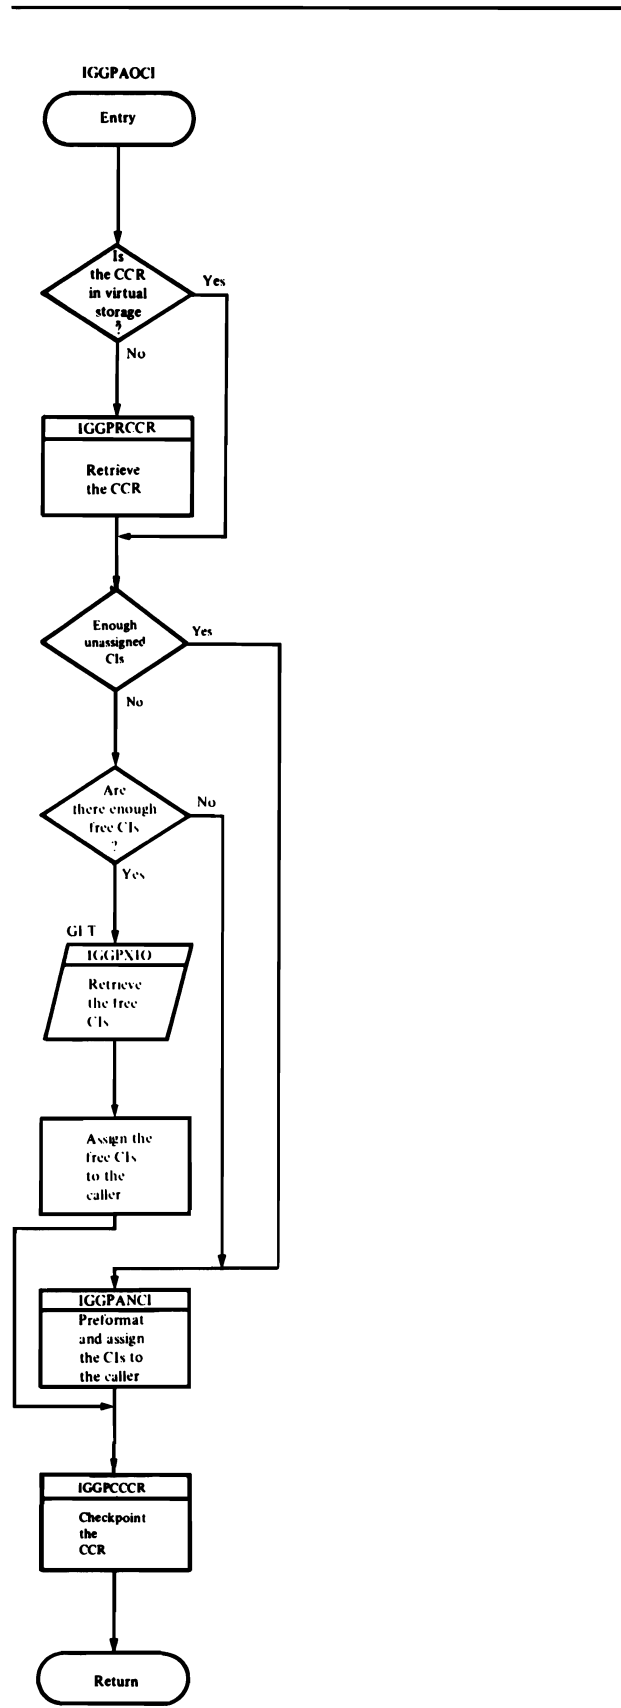 IGGPAOCI
Entry
Is
the CCR
in virtual
storage
?
Yes
No
IGGPRCCR
Retrieve
the CCR
Enough
unassigned
CIs
Yes
No
Are
there enough
free CIs
?
No
Yes
GET
IGGPXIO
Retrieve
the free
CIs
Assign the
free CIs
to the
caller
IGGPANCI
Preformat
and assign
the CIs to
the caller
IGGPCCCR
Checkpoint
the
CCR
Return